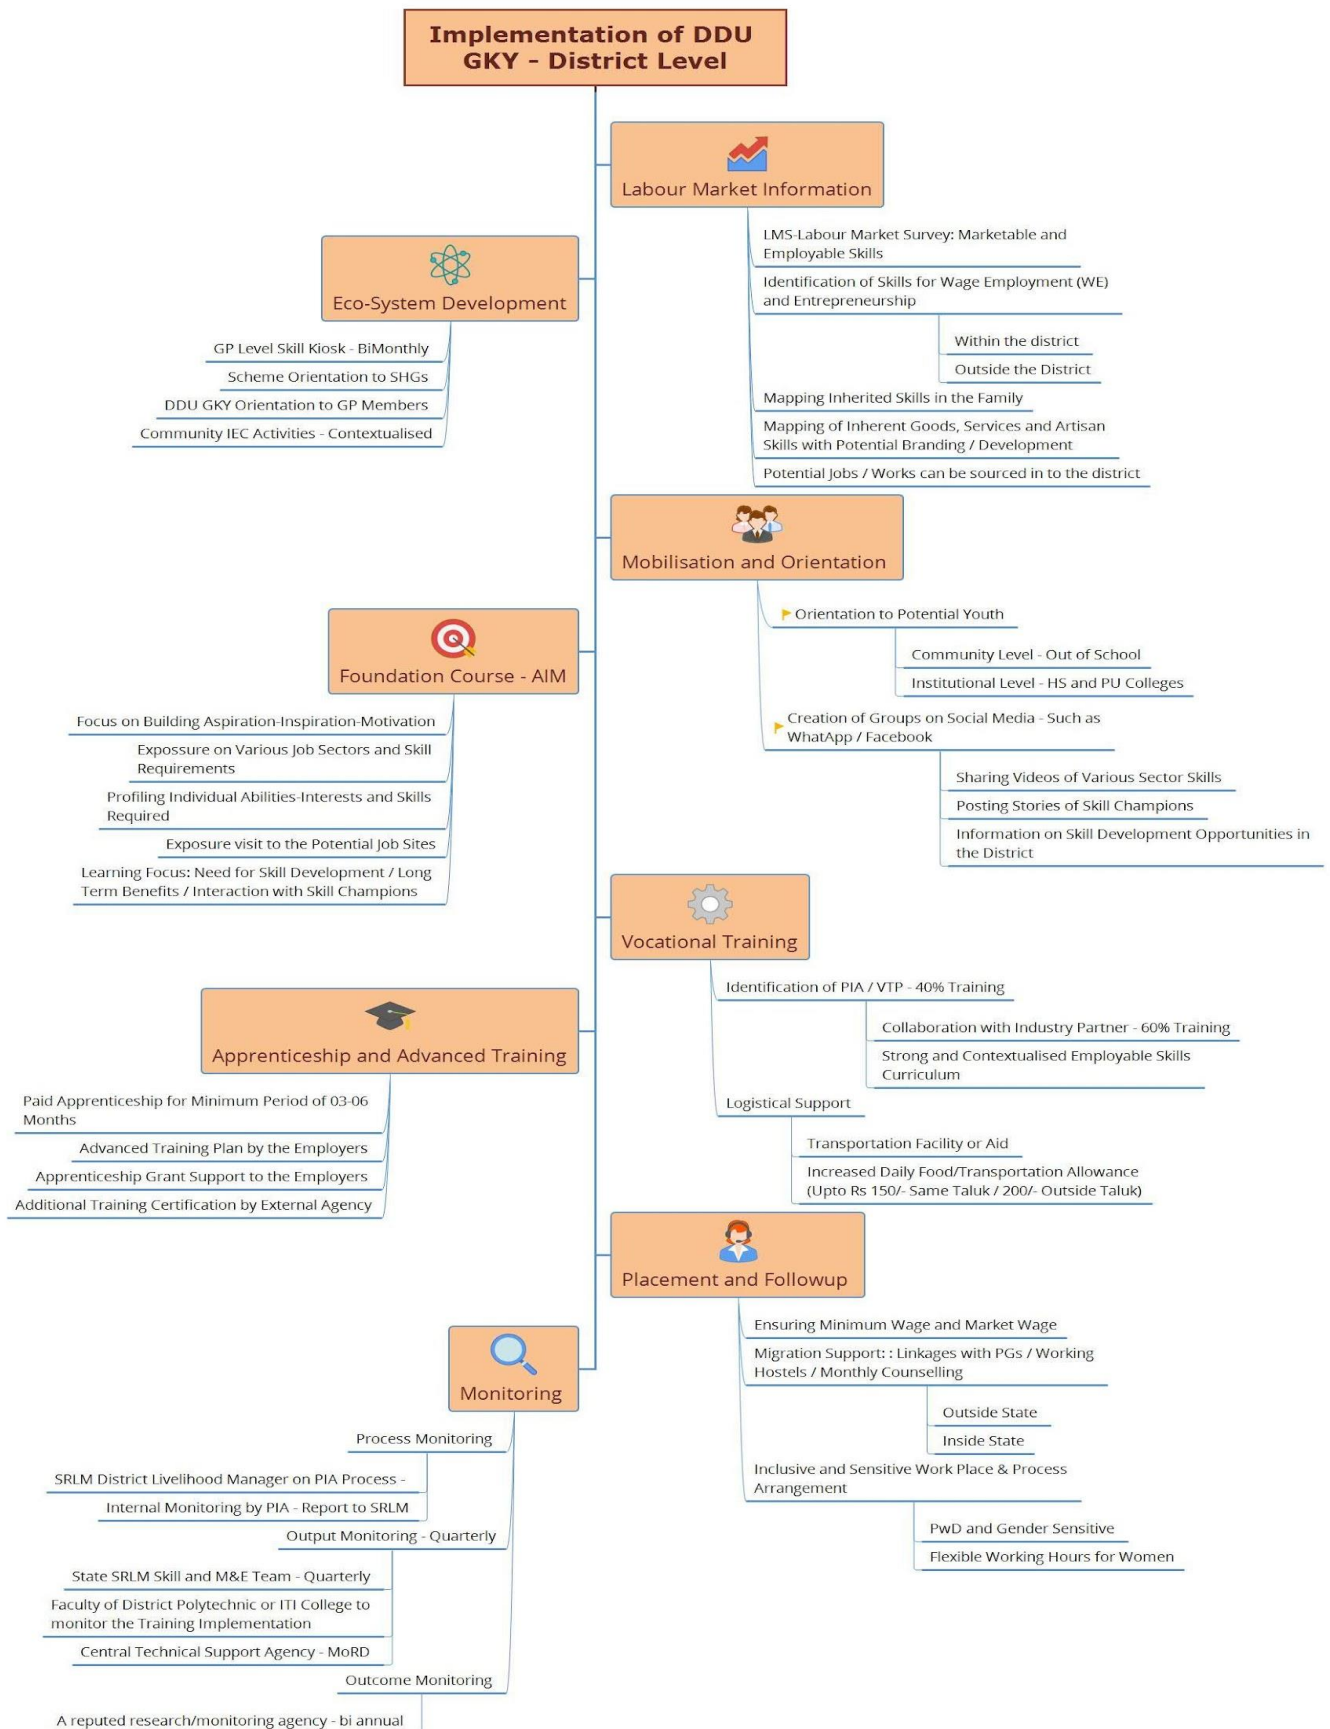 Implementation of DDU
GKY - District Level
Labour Market Information
LMS-Labour Market Survey: Marketable and
Employable Skills
Identification of Skills for Wage Employment (WE)
and Entrepreneurship
Within the district
Outside the District
Mapping Inherited Skills in the Family
Mapping of Inherent Goods, Services and Artisan
Skills with Potential Branding / Development
Potential Jobs / Works can be sourced in to the district
Eco-System Development
GP Level Skill Kiosk - BiMonthly
Scheme Orientation to SHGs
DDU GKY Orientation to GP Members
Community IEC Activities - Contextualised
Mobilisation and Orientation
Orientation to Potential Youth
Community Level - Out of School
Institutional Level - HS and PU Colleges
Creation of Groups on Social Media - Such as
WhatApp / Facebook
Sharing Videos of Various Sector Skills
Posting Stories of Skill Champions
Information on Skill Development Opportunities in
the District
Foundation Course - AIM
Focus on Building Aspiration-Inspiration-Motivation
Expossure on Various Job Sectors and Skill
Requirements
Profiling Individual Abilities-Interests and Skills
Required
Exposure visit to the Potential Job Sites
Learning Focus: Need for Skill Development / Long
Term Benefits / Interaction with Skill Champions
Vocational Training
Identification of PIA / VTP - 40% Training
Collaboration with Industry Partner - 60% Training
Strong and Contextualised Employable Skills
Curriculum
Logistical Support
Transportation Facility or Aid
Increased Daily Food/Transportation Allowance
(Upto Rs 150/- Same Taluk / 200/- Outside Taluk)
Apprenticeship and Advanced Training
Paid Apprenticeship for Minimum Period of 03-06
Months
Advanced Training Plan by the Employers
Apprenticeship Grant Support to the Employers
Additional Training Certification by External Agency
Placement and Followup
Ensuring Minimum Wage and Market Wage
Migration Support: : Linkages with PGs / Working
Hostels / Monthly Counselling
Outside State
Inside State
Inclusive and Sensitive Work Place & Process
Arrangement
PwD and Gender Sensitive
Flexible Working Hours for Women
Monitoring
Process Monitoring
SRLM District Livelihood Manager on PIA Process -
Internal Monitoring by PIA - Report to SRLM
Output Monitoring - Quarterly
State SRLM Skill and M&E Team - Quarterly
Faculty of District Polytechnic or ITI College to
monitor the Training Implementation
Central Technical Support Agency - MoRD
Outcome Monitoring
A reputed research/monitoring agency - bi annual